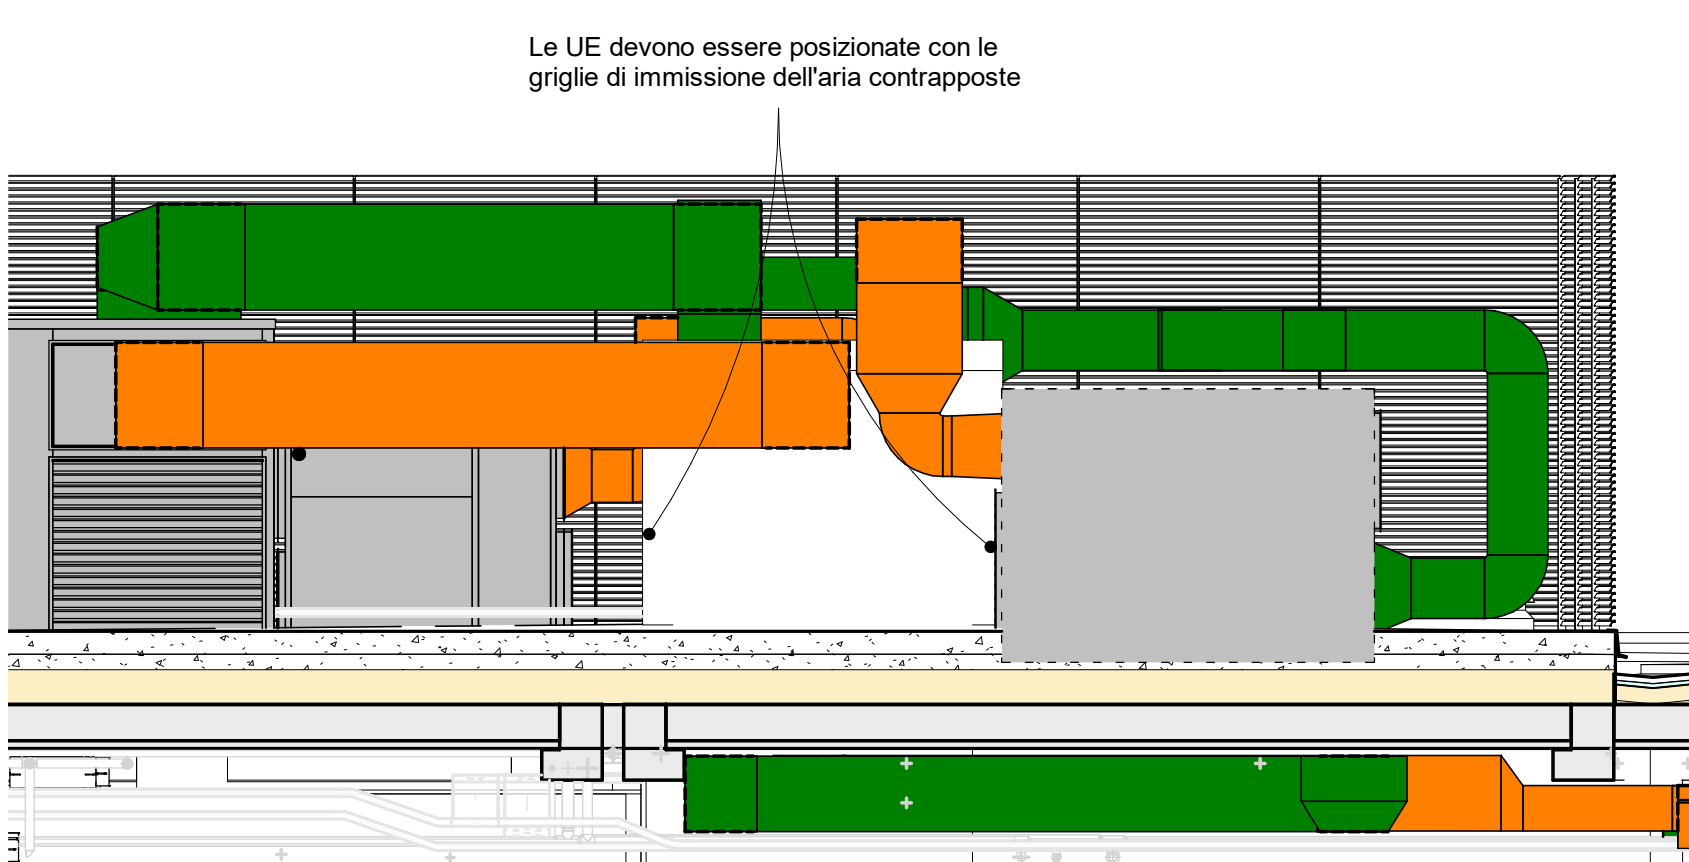 Le UE devono essere posizionate con le
griglie di immissione dell'aria contrapposte